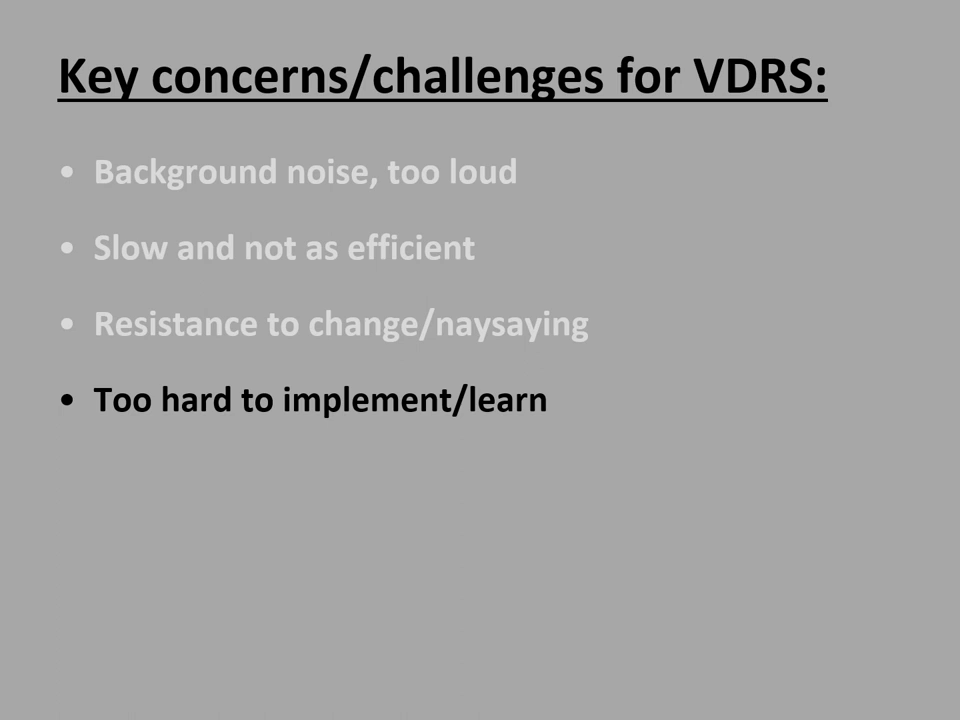 Key concerns/challenges for VDRS:
• Background noise, too loud
• Slow and not as efficient
• Resistance to change/naysaying
• Too hard to implement/learn